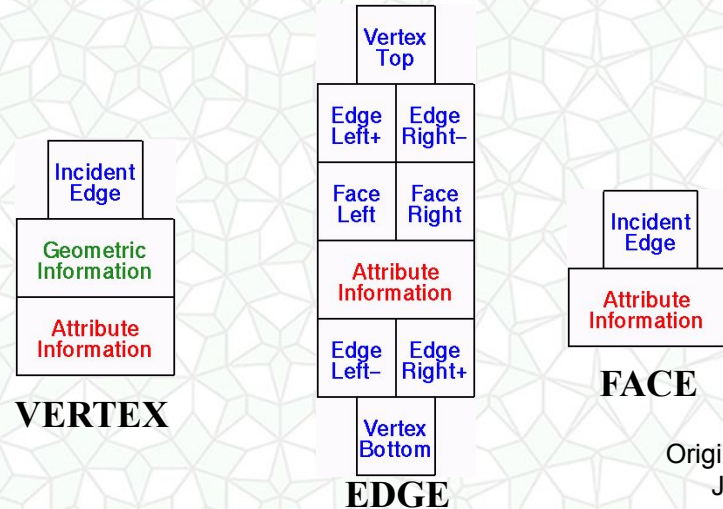 Incident
Edge
Geometric
Information
Attribute
Information
VERTEX
Vertex
Top
Edge
Left+
Edge
Right–
Face
Left
Face
Right
Attribute
Information
Edge
Left–
Edge
Right+
Vertex
Bottom
EDGE
Incident
Edge
Attribute
Information
FACE
Origi
J